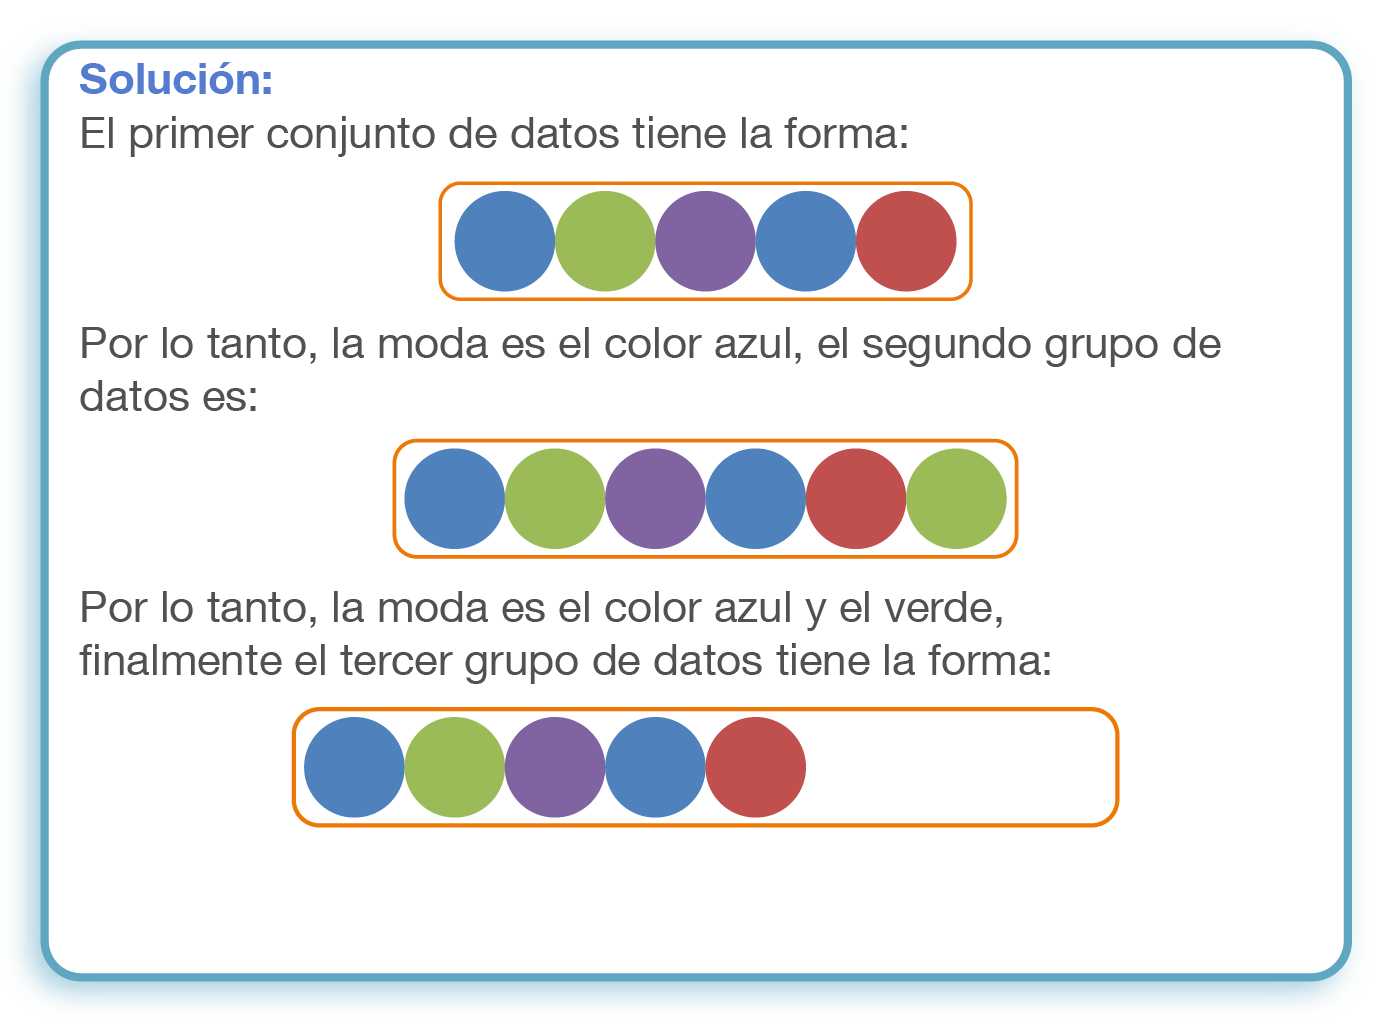 Solución:
El primer conjunto de datos tiene la forma:
Por lo tanto, la moda es el color azul, el segundo grupo de
datos es:
Por lo tanto, la moda es el color azul y el verde,
finalmente el tercer grupo de datos tiene la forma: